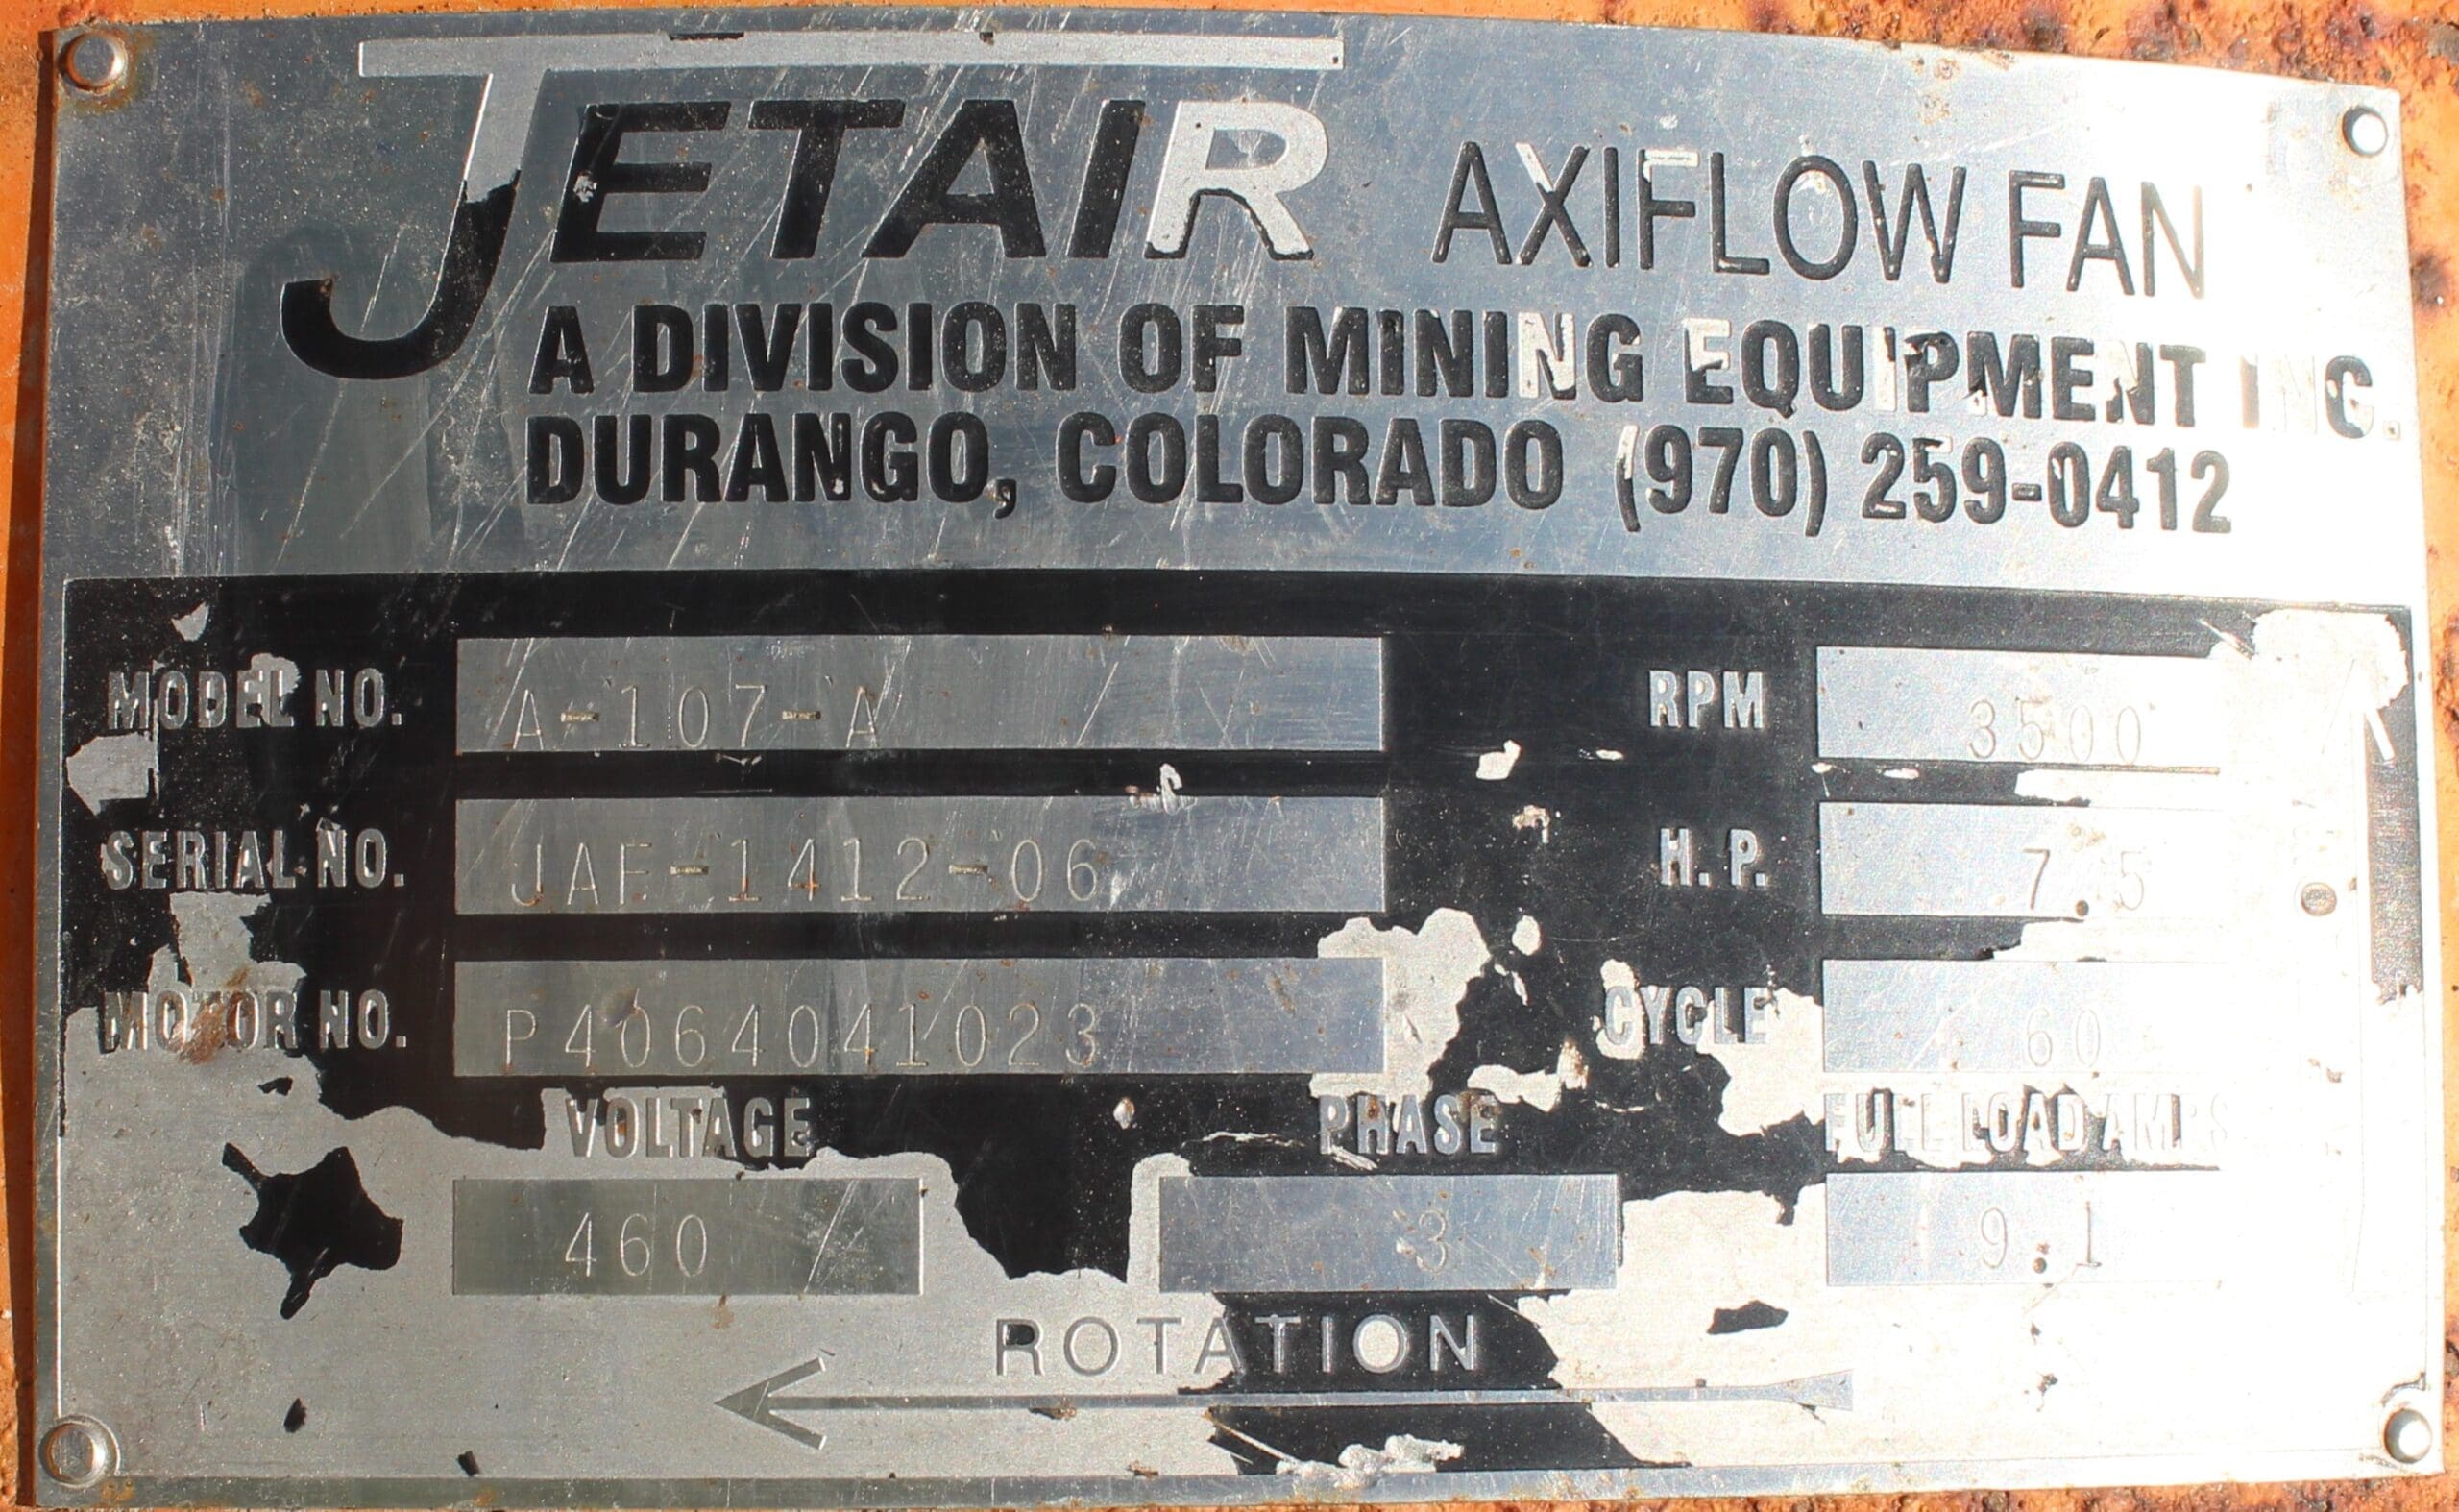 JETAIR AXIFLOW FAN
A DIVISION OF MINING EQUIPMENT INC.
DURANGO, COLORADO (970) 259-0412
MODEL NO. A-107-A RPM 3500
SERIAL NO. JAF-1412-06 H.P. 7.5
MOTOR NO. P4064041023 CYCLE 60
VOLTAGE PHASE FULL LOAD AMPS
460 3 9.1
ROTATION